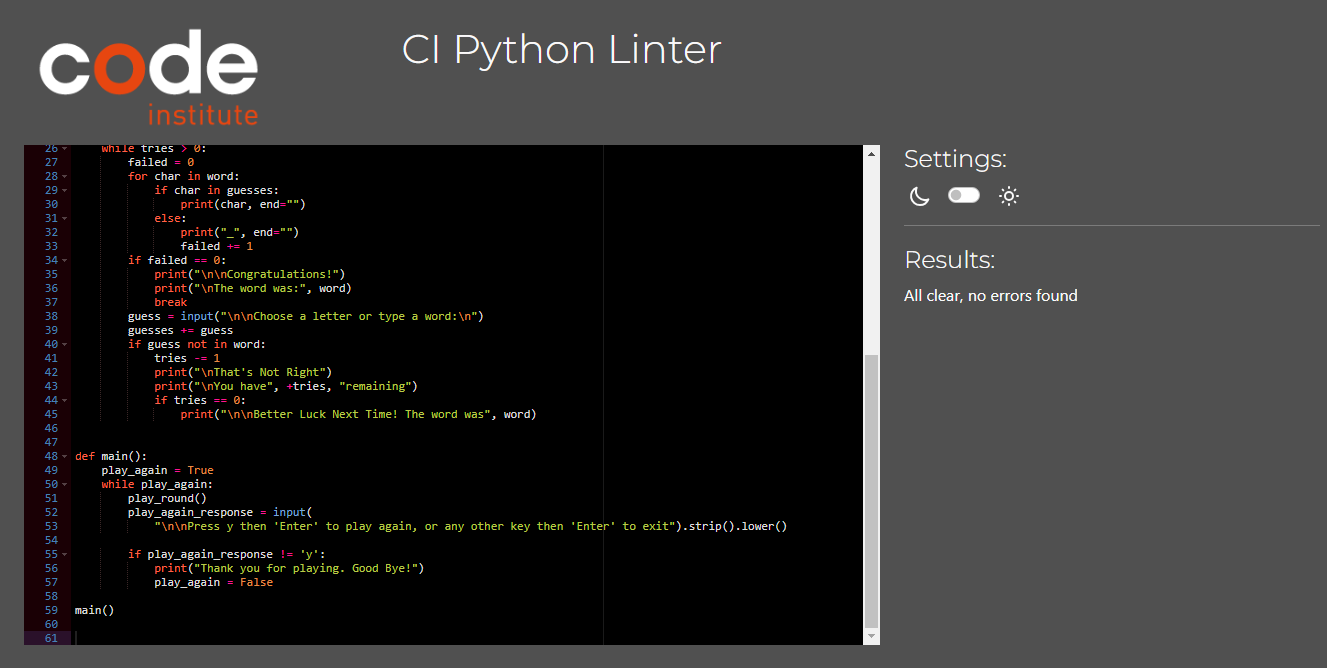 code
institute
CI Python Linter
26 while tries > 0:
27 failed = 0
28 for char in word:
29 if char in guesses:
30 print(char, end="")
31 else:
32 print("_", end="")
33 failed += 1
34 if failed == 0:
35 print("\n\nCongratulations!")
36 print("\nThe word was:", word)
37 break
38 guess = input("\n\nChoose a letter or type a word:\n")
39 guesses += guess
40 if guess not in word:
41 tries -= 1
42 print("\nThat's Not Right")
43 print("\nYou have", +tries, "remaining")
44 if tries == 0:
45 print("\n\nBetter Luck Next Time! The word was", word)
46
47
48 def main():
49 play_again = True
50 while play_again:
51 play_round()
52 play_again_response = input(
53 "\n\nPress y then 'Enter' to play again, or any other key then 'Enter' to exit").strip().lower()
54
55 if play_again_response != 'y':
56 print("Thank you for playing. Good Bye!")
57 play_again = False
58
59 main()
60
61
Settings:
Results:
All clear, no errors found